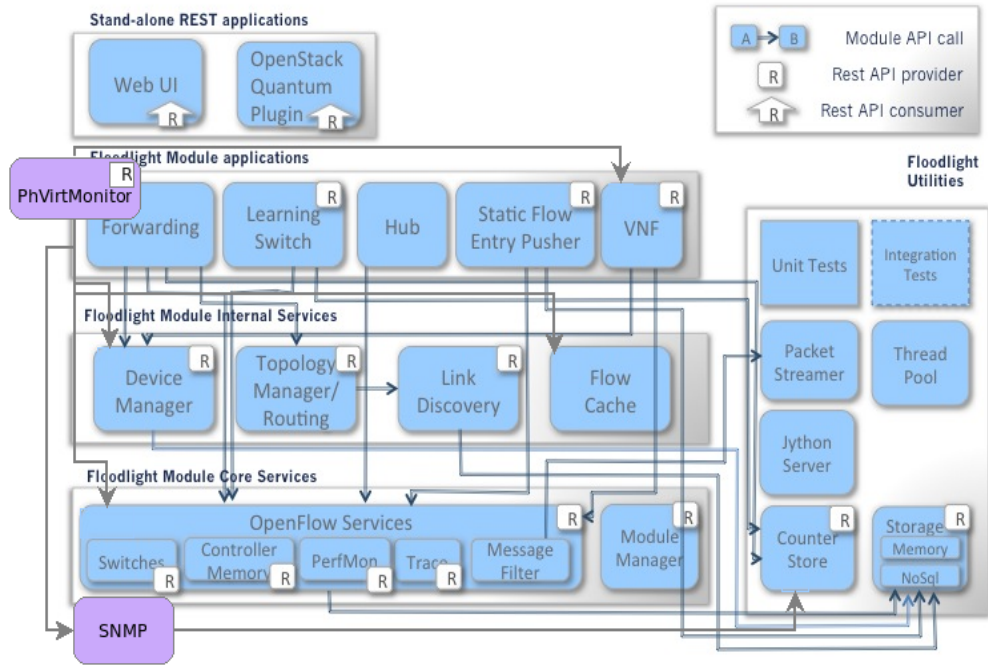 Stand-alone REST applications
Web UI
R
OpenStack
Quantum
Plugin
R
A
B
Module API call
R
Rest API provider
R
Rest API consumer
Floodlight Module applications
PhVirtMonitor
R
Forwarding
Learning
Switch
R
Hub
Static Flow
Entry Pusher
R
VNF
R
Floodlight
Utilities
Unit Tests
Integration
Tests
Packet
Streamer
Thread
Pool
Jython
Server
Counter
Store
R
Storage
R
Memory
NoSql
Floodlight Module Internal Services
Device
Manager
R
Topology
Manager/
Routing
R
Link
Discovery
R
Flow
Cache
Floodlight Module Core Services
OpenFlow Services
R
Switches
R
Controller
Memory
R
PerfMon
R
Trace
R
Message
Filter
Module
Manager
R
SNMP